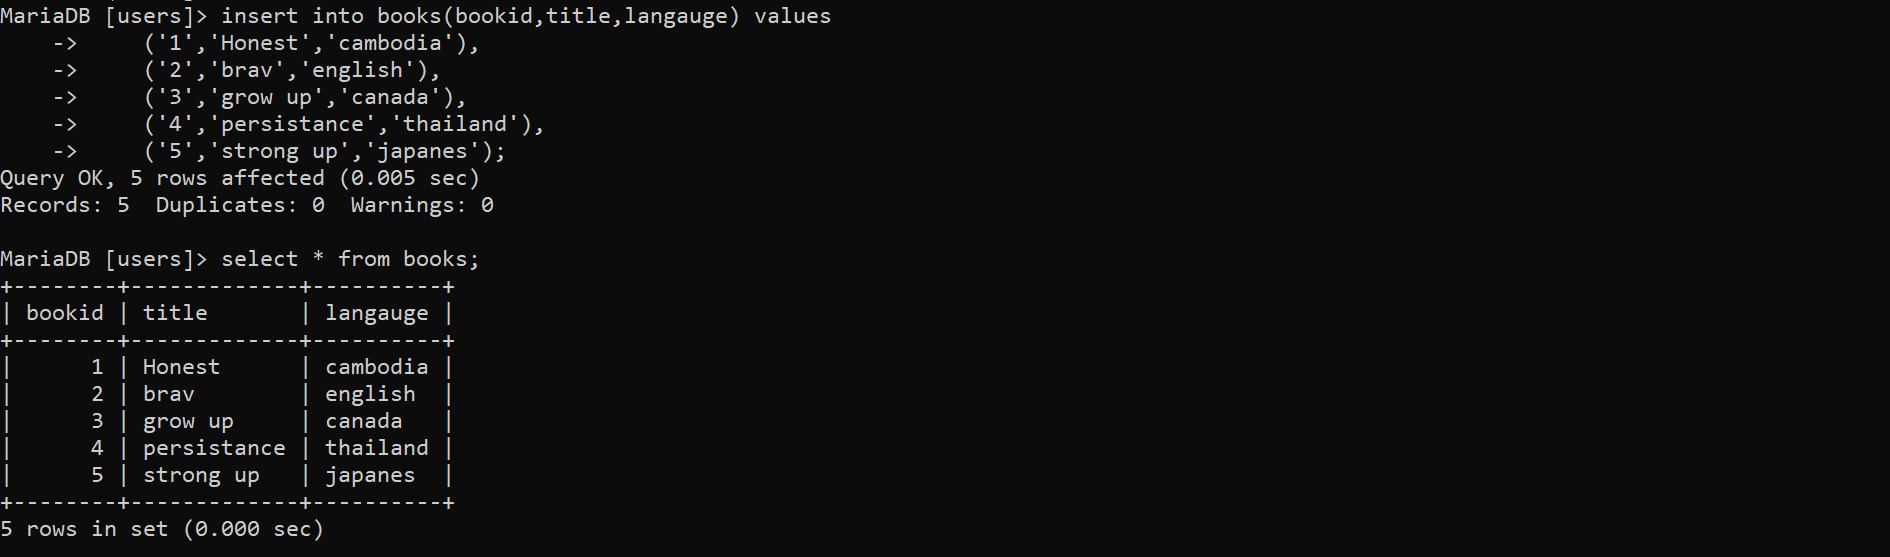 MariaDB [users]> insert into books(bookid,title,langauge) values
    ->     ('1','Honest','cambodia'),
    ->     ('2','brav','english'),
    ->     ('3','grow up','canada'),
    ->     ('4','persistance','thailand'),
    ->     ('5','strong up','japanes');
Query OK, 5 rows affected (0.005 sec)
Records: 5  Duplicates: 0  Warnings: 0

MariaDB [users]> select * from books;
+--------+-------------+----------+
| bookid | title       | langauge |
+--------+-------------+----------+
|      1 | Honest      | cambodia |
|      2 | brav        | english  |
|      3 | grow up     | canada   |
|      4 | persistance | thailand |
|      5 | strong up   | japanes  |
+--------+-------------+----------+
5 rows in set (0.000 sec)